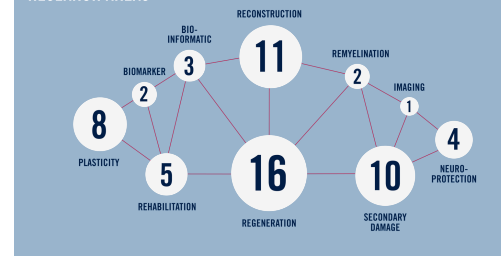 RECONSTRUCTION
11
BIO-
INFORMATIC
3
REMYELINATION
2
BIOMARKER
2
IMAGING
1
8
PLASTICITY
5
REHABILITATION
16
REGENERATION
10
SECONDARY
DAMAGE
4
NEURO-
PROTECTION